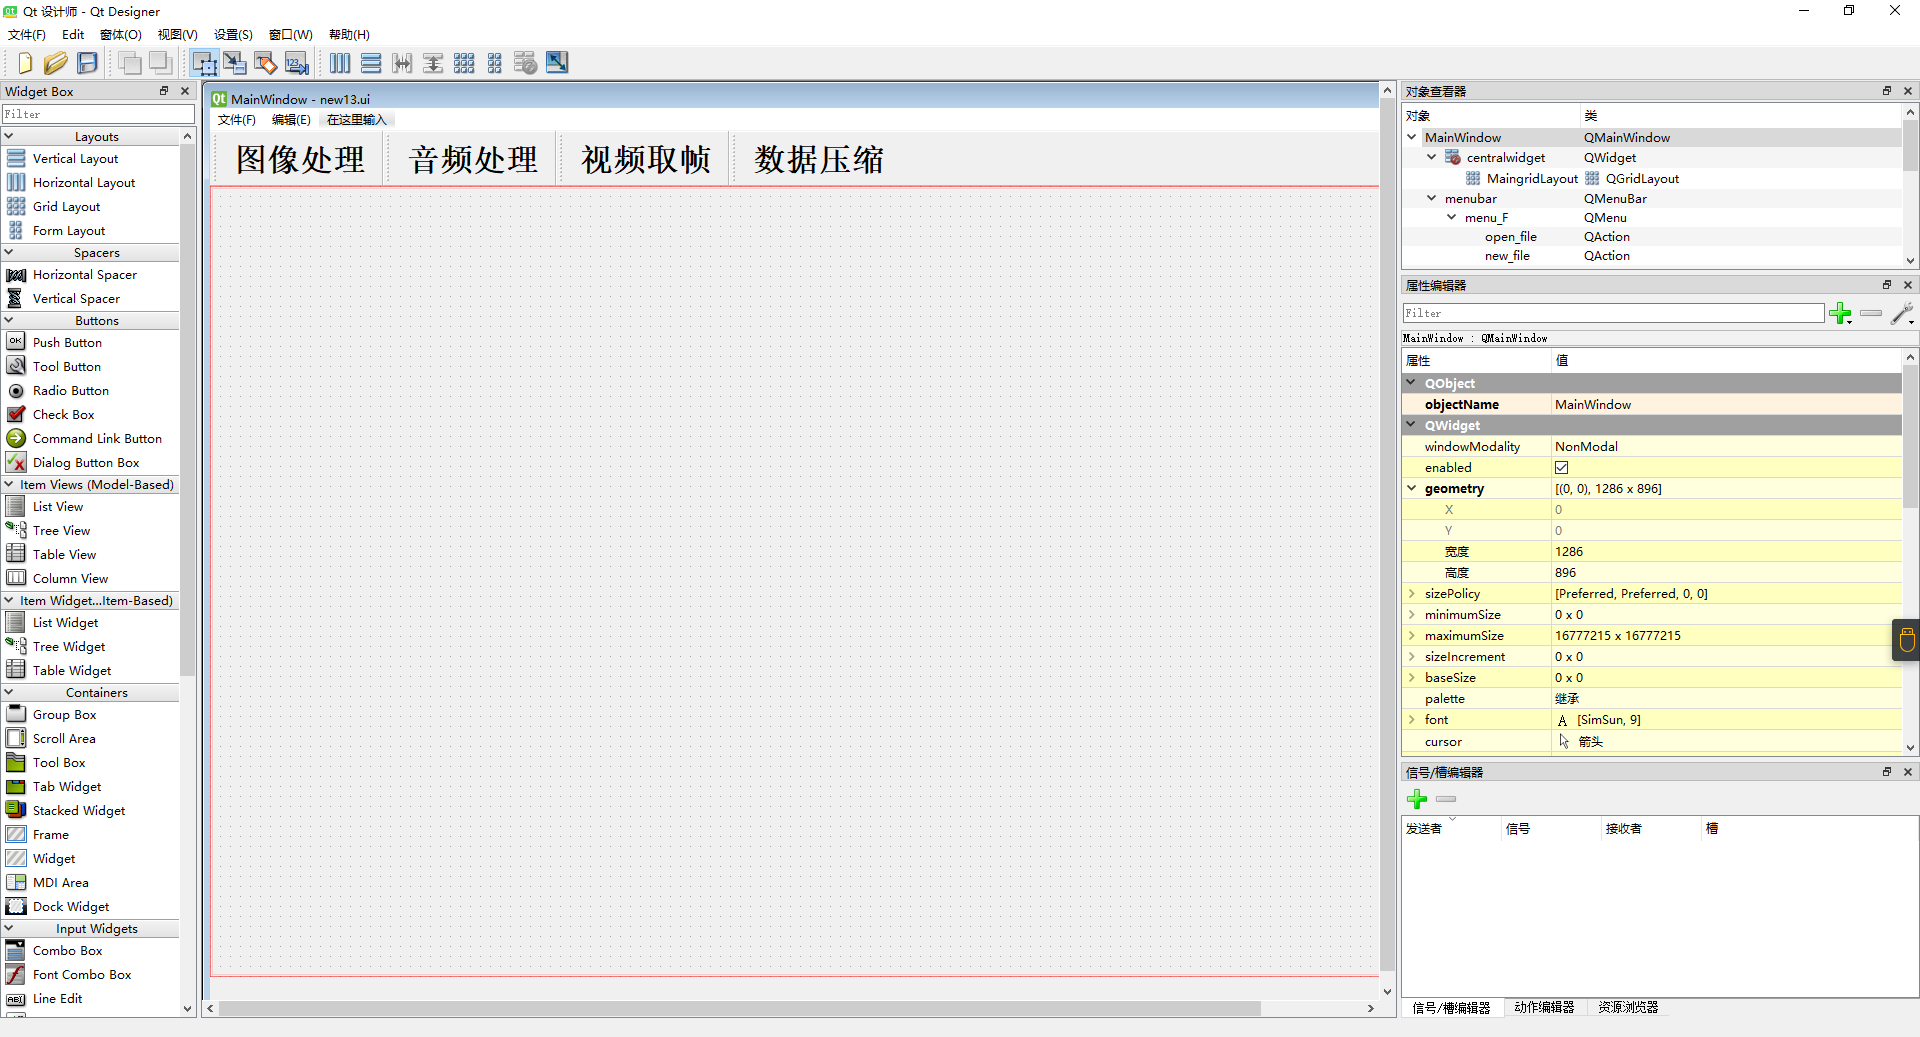 Qt 设计师 - Qt Designer
文件(F) Edit 窗体(O) 视图(V) 设置(S) 窗口(W) 帮助(H)
Widget Box
Filter
Layouts
Vertical Layout
Horizontal Layout
Grid Layout
Form Layout
Spacers
Horizontal Spacer
Vertical Spacer
Buttons
OK Push Button
Tool Button
Radio Button
Check Box
Command Link Button
Dialog Button Box
Item Views (Model-Based)
List View
Tree View
Table View
Column View
Item Widget...Item-Based)
List Widget
Tree Widget
Table Widget
Containers
Group Box
Scroll Area
Tool Box
Tab Widget
Stacked Widget
Frame
Widget
MDI Area
Dock Widget
Input Widgets
Combo Box
Font Combo Box
ABI Line Edit
Qt MainWindow - new13.ui
文件(F) 编辑(E) 在这里输入
图像处理 音频处理 视频取帧 数据压缩
对象查看器
对象 类
MainWindow QMainWindow
centralwidget QWidget
MaingridLayout QGridLayout
menubar QMenuBar
menu_F QMenu
open_file QAction
new_file QAction
属性编辑器
Filter
MainWindow : QMainWindow
属性 值
QObject
objectName MainWindow
QWidget
windowModality NonModal
enabled
geometry [(0, 0), 1286 x 896]
X 0
Y 0
宽度 1286
高度 896
sizePolicy [Preferred, Preferred, 0, 0]
minimumSize 0 x 0
maximumSize 16777215 x 16777215
sizeIncrement 0 x 0
baseSize 0 x 0
palette 继承
font A [SimSun, 9]
cursor 箭头
信号/槽编辑器
发送者 信号 接收者 槽
信号/槽编辑器 动作编辑器 资源浏览器